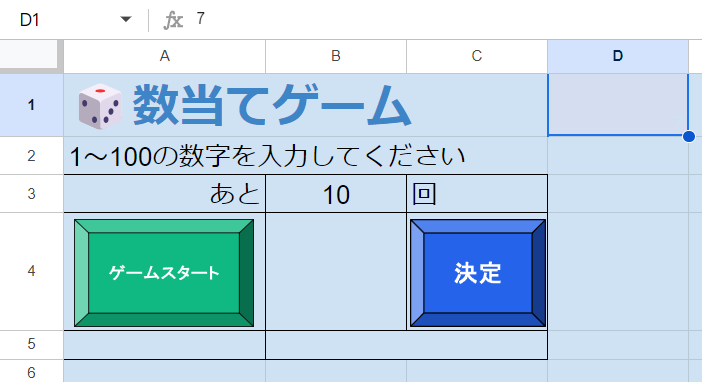 D1 fx 7
A B C D
1 数当てゲーム
2 1～100の数字を入力してください
3 あと 10 回
4 ゲームスタート 決定
5
6